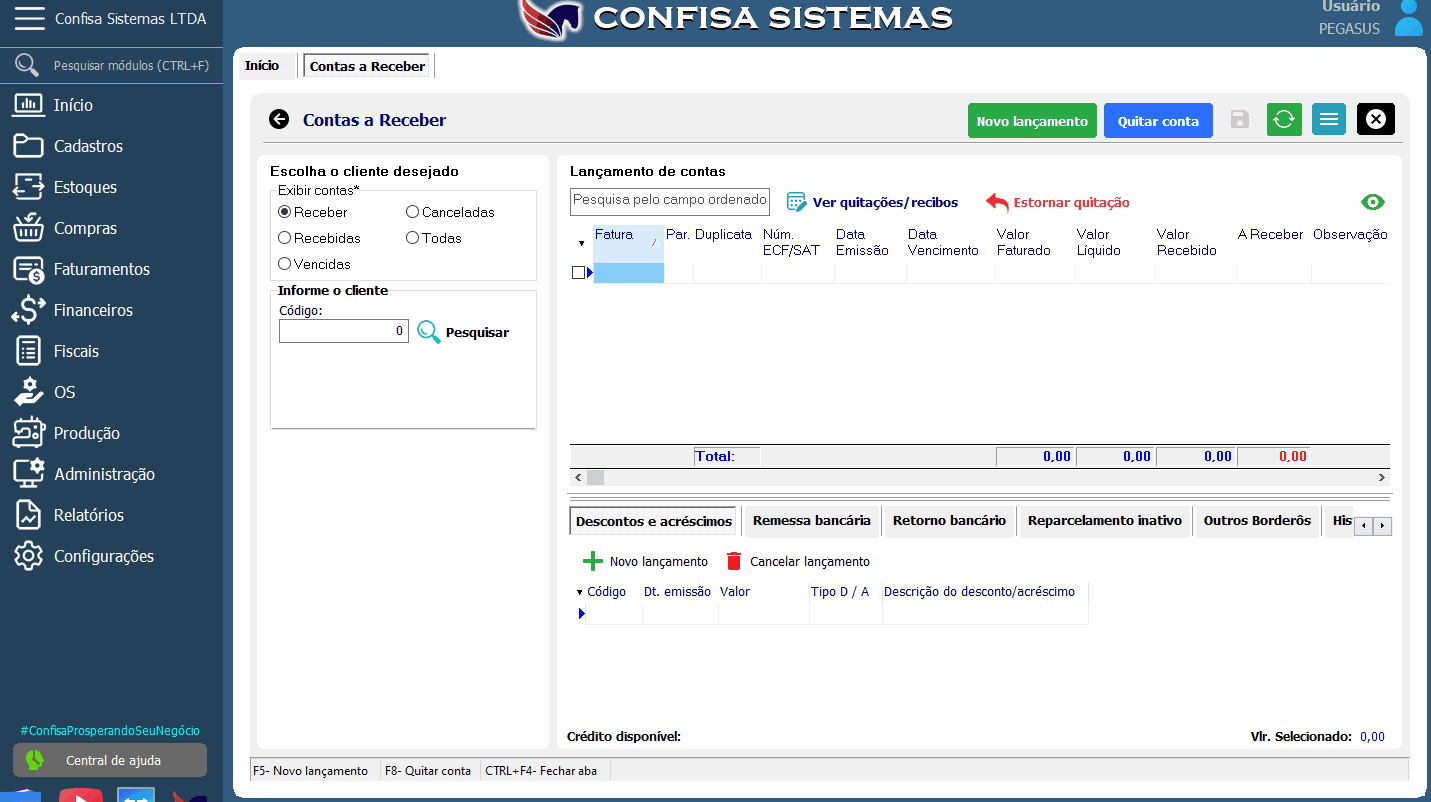 Confisa Sistemas LTDA
CONFISA SISTEMAS
Usuário
PEGASUS
Pesquisar módulos (CTRL+F)
Início
Cadastros
Estoques
Compras
Faturamentos
Financeiros
Fiscais
OS
Produção
Administração
Relatórios
Configurações
#ConfisaProsperandoSeuNegócio
Central de ajuda
Início
Contas a Receber
Contas a Receber
Novo lançamento
Quitar conta
Escolha o cliente desejado
Exibir contas*
Receber
Canceladas
Recebidas
Todas
Vencidas
Informe o cliente
Código:
0
Pesquisar
Lançamento de contas
Pesquisa pelo campo ordenado
Ver quitações/recibos
Estornar quitação
Fatura
Par.
Duplicata
Núm.
ECF/SAT
Data
Emissão
Data
Vencimento
Valor
Faturado
Valor
Líquido
Valor
Recebido
A Receber
Observação
Total:
0,00
0,00
0,00
0,00
Descontos e acréscimos
Remessa bancária
Retorno bancário
Reparcelamento inativo
Outros Borderôs
His
Novo lançamento
Cancelar lançamento
Código
Dt. emissão
Valor
Tipo D / A
Descrição do desconto/acréscimo
Crédito disponível:
Vlr. Selecionado: 0,00
F5- Novo lançamento
F8- Quitar conta
CTRL+F4- Fechar aba